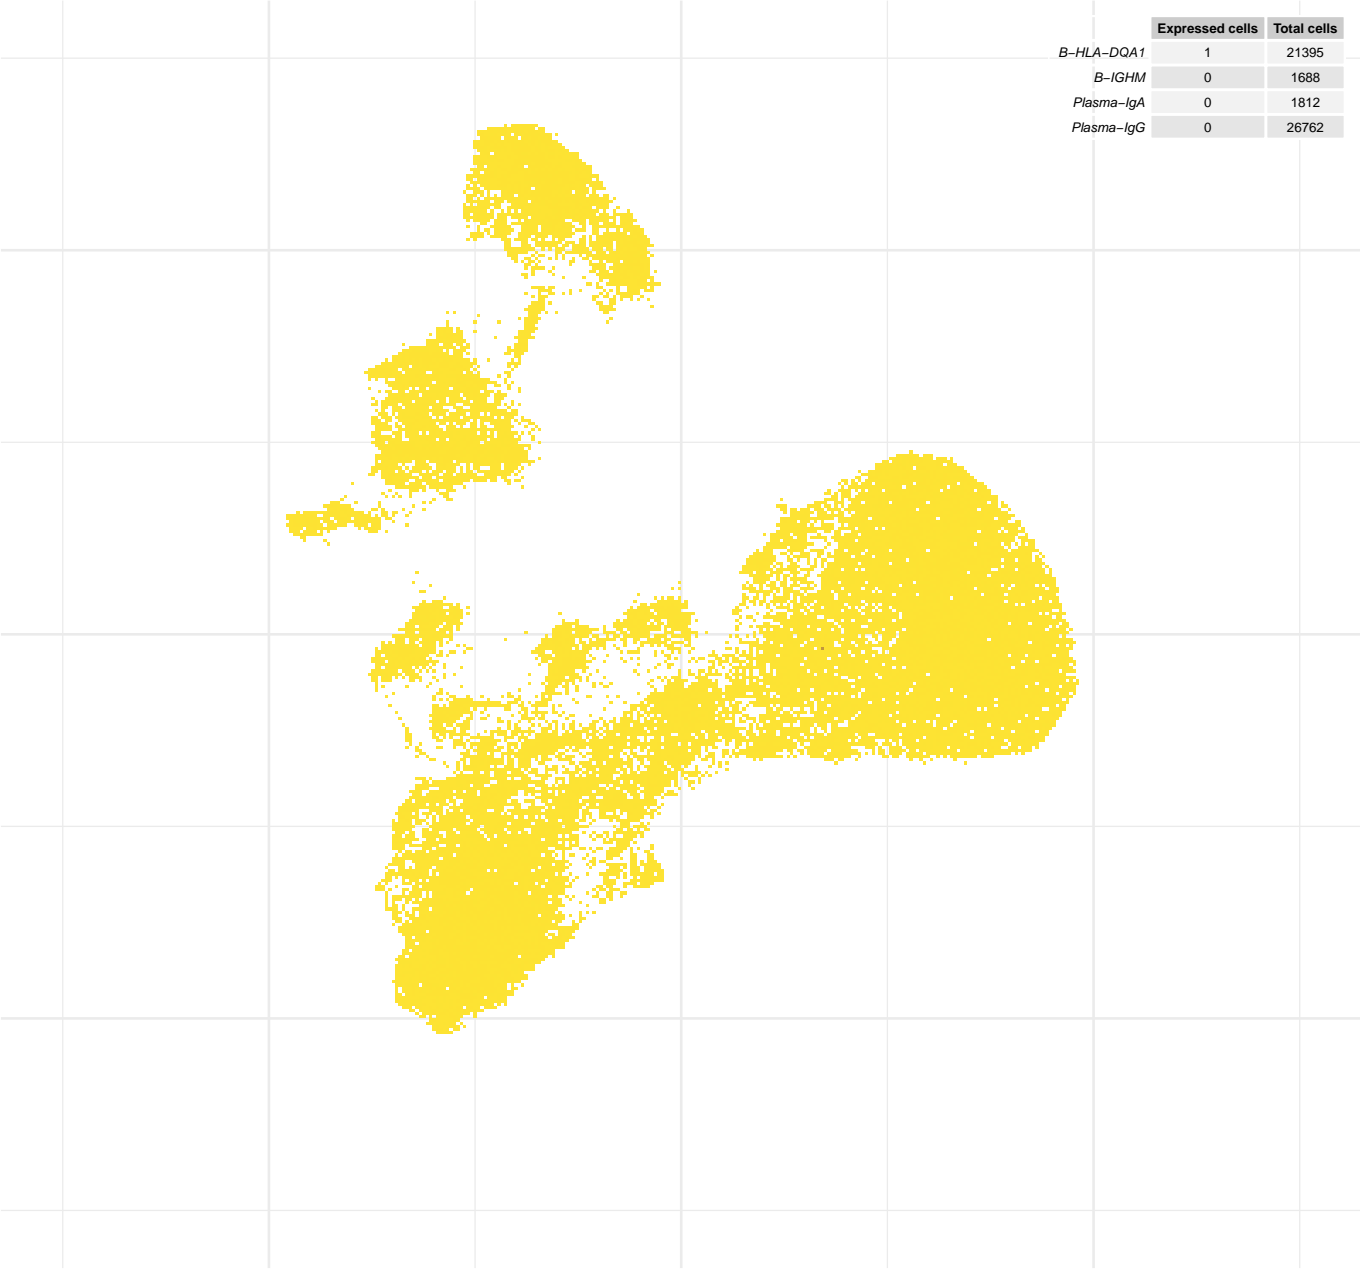 Expressed cells Total cells
B−HLA−DQA1 1 21395
B−IGHM 0 1688
Plasma−IgA 0 1812
Plasma−IgG 0 26762